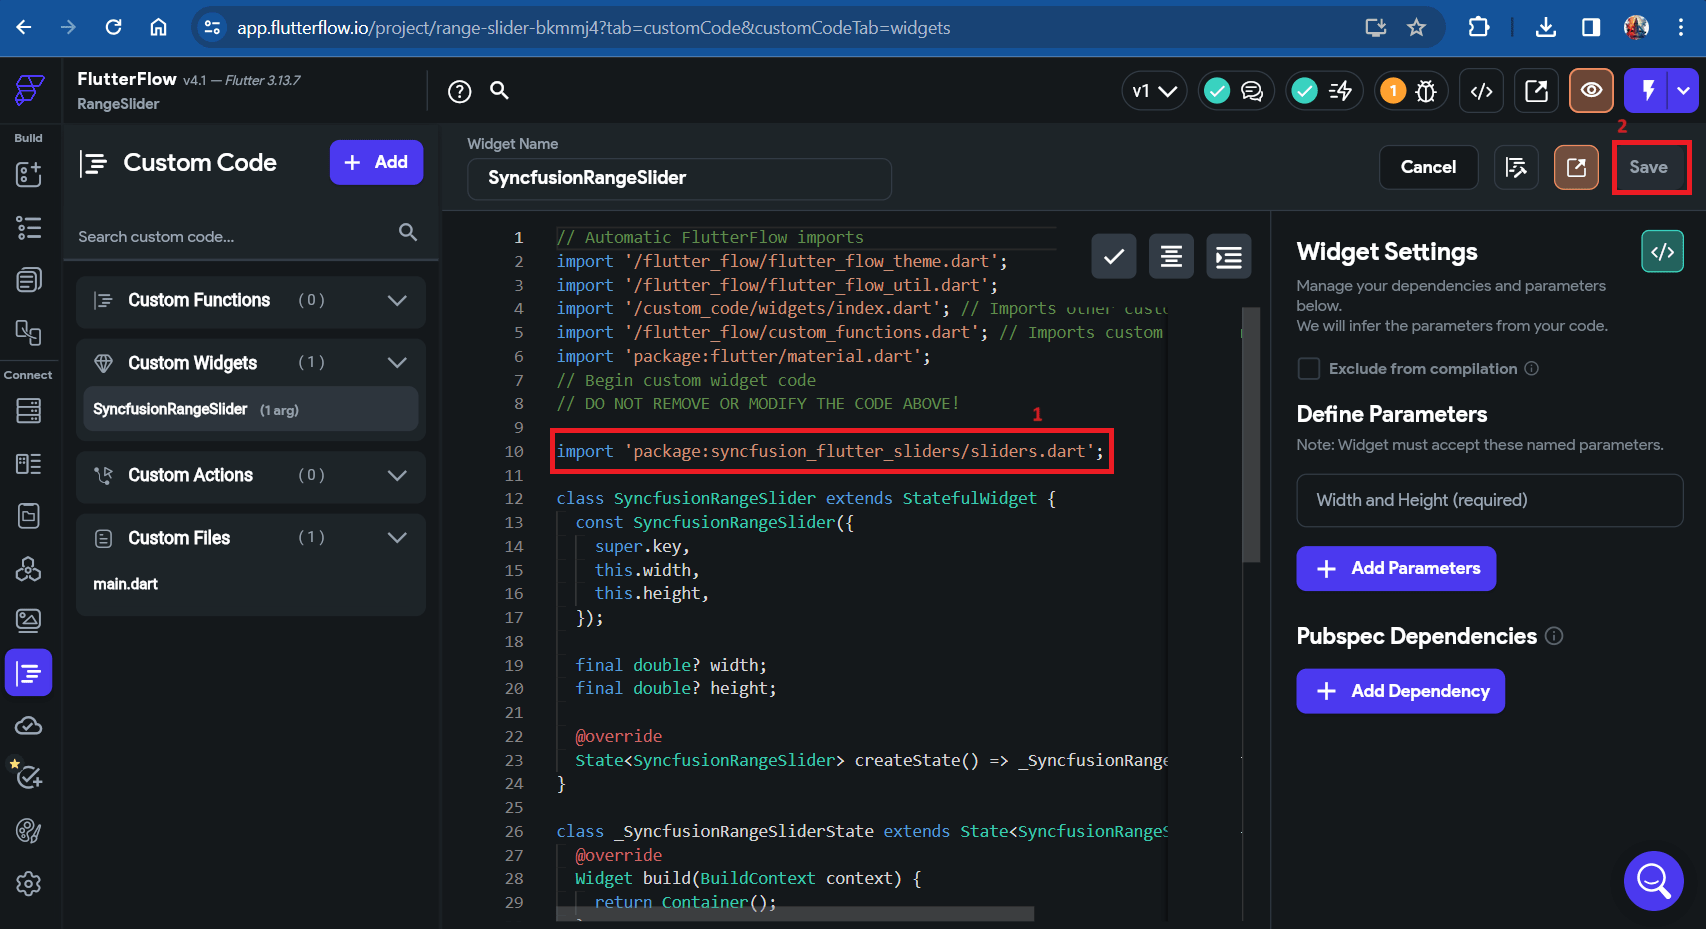 app.flutterflow.io/project/range-slider-bkmmj4?tab=customCode&customCodeTab=widgets
FlutterFlow v4.1 — Flutter 3.13.7
RangeSlider
v1
1
2
Build
Connect
Custom Code
+ Add
Search custom code...
Custom Functions (0)
Custom Widgets (1)
SyncfusionRangeSlider (1 arg)
Custom Actions (0)
Custom Files (1)
main.dart
Widget Name
SyncfusionRangeSlider
Cancel
Save
1 // Automatic FlutterFlow imports
2 import '/flutter_flow/flutter_flow_theme.dart';
3 import '/flutter_flow/flutter_flow_util.dart';
4 import '/custom_code/widgets/index.dart'; // Imports other custo
5 import '/flutter_flow/custom_functions.dart'; // Imports custom
6 import 'package:flutter/material.dart';
7 // Begin custom widget code
8 // DO NOT REMOVE OR MODIFY THE CODE ABOVE!
1
9
10 import 'package:syncfusion_flutter_sliders/sliders.dart';
11
12 class SyncfusionRangeSlider extends StatefulWidget {
13 const SyncfusionRangeSlider({
14 super.key,
15 this.width,
16 this.height,
17 });
18
19 final double? width;
20 final double? height;
21
22 @override
23 State<SyncfusionRangeSlider> createState() => _SyncfusionRange
24 }
25
26 class _SyncfusionRangeSliderState extends State<SyncfusionRangeS
27 @override
28 Widget build(BuildContext context) {
29 return Container();
Widget Settings
Manage your dependencies and parameters
below.
We will infer the parameters from your code.
Exclude from compilation
Define Parameters
Note: Widget must accept these named parameters.
Width and Height (required)
+ Add Parameters
Pubspec Dependencies
+ Add Dependency